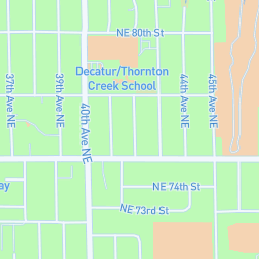 NE 80th St
Decatur/Thornton
Creek School
37th Ave NE
39th Ave NE
40th Ave NE
44th Ave NE
45th Ave NE
ay
NE 74th St
NE 73rd St